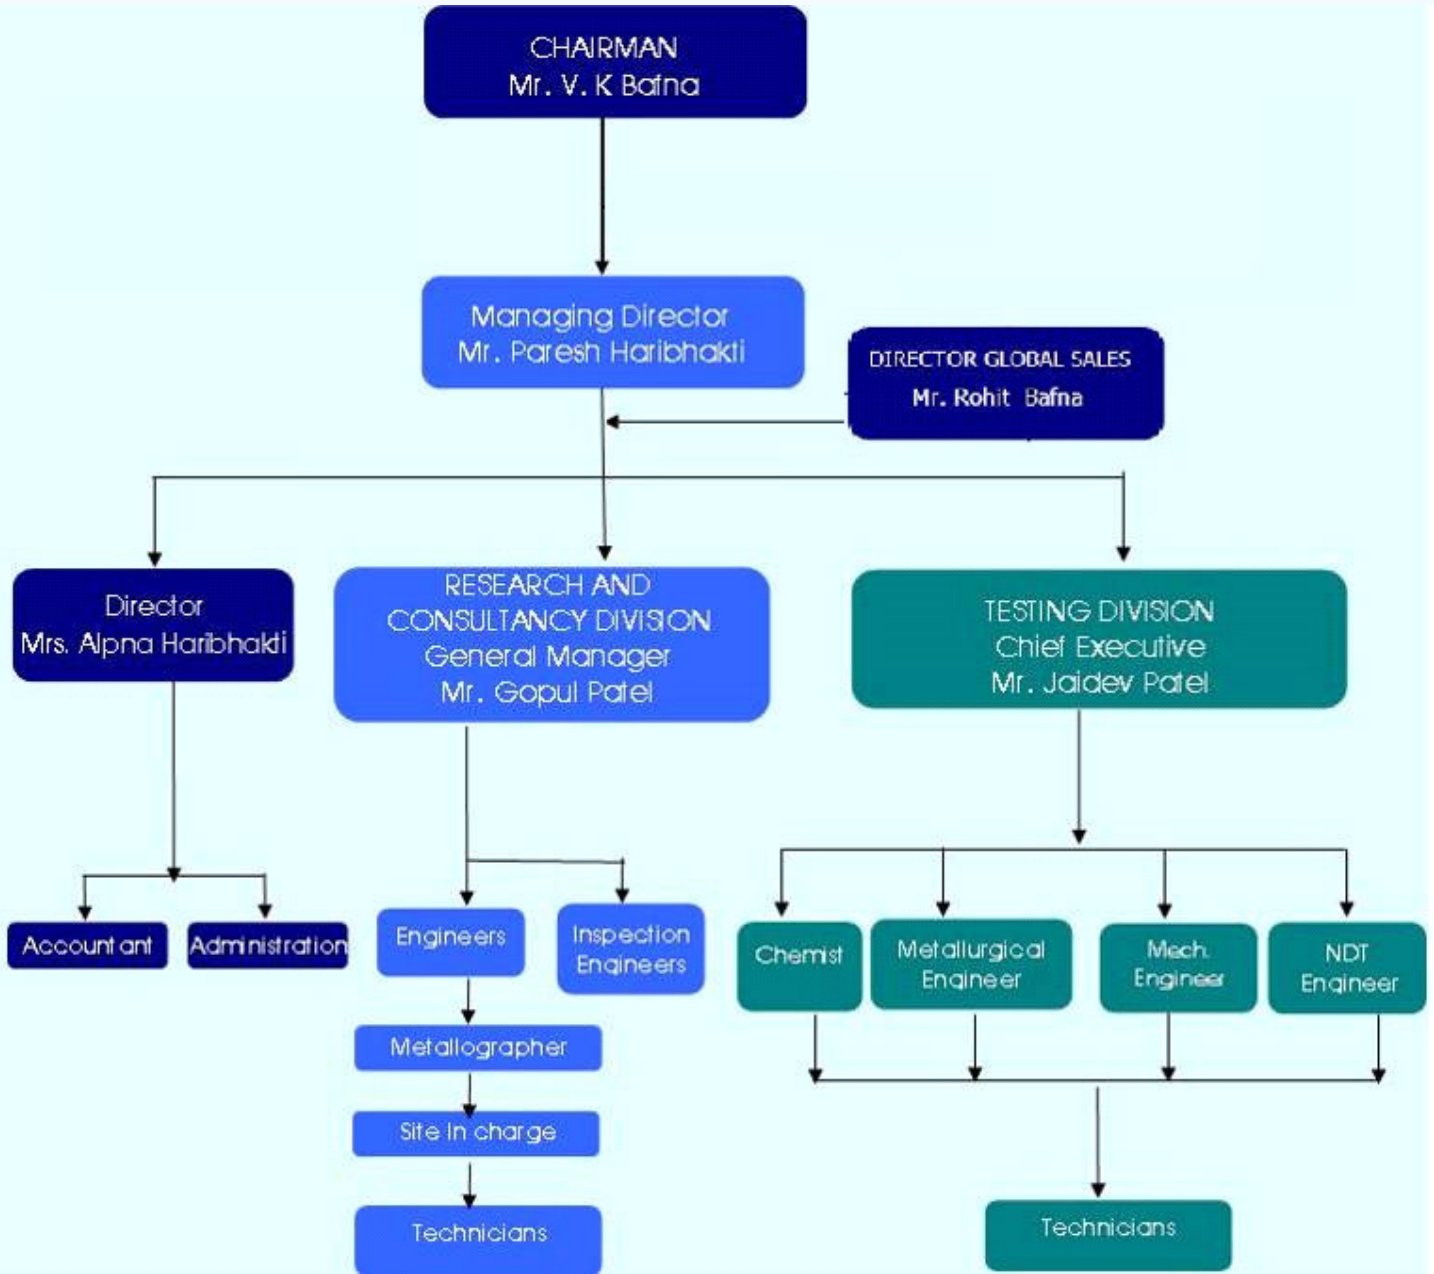 CHAIRMAN
Mr. V. K Bafna
Managing Director
Mr. Paresh Haribhakti
DIRECTOR GLOBAL SALES
Mr. Rohit Bafna
Director
Mrs. Alpna Haribhakti
RESEARCH AND
CONSULTANCY DIVISION
General Manager
Mr. Gopul Patel
TESTING DIVISION
Chief Executive
Mr. Jaidev Patel
Accountant
Administration
Engineers
Inspection
Engineers
Chemist
Metallurgical
Engineer
Mech.
Engineer
NDT
Engineer
Metallographer
Site In charge
Technicians
Technicians